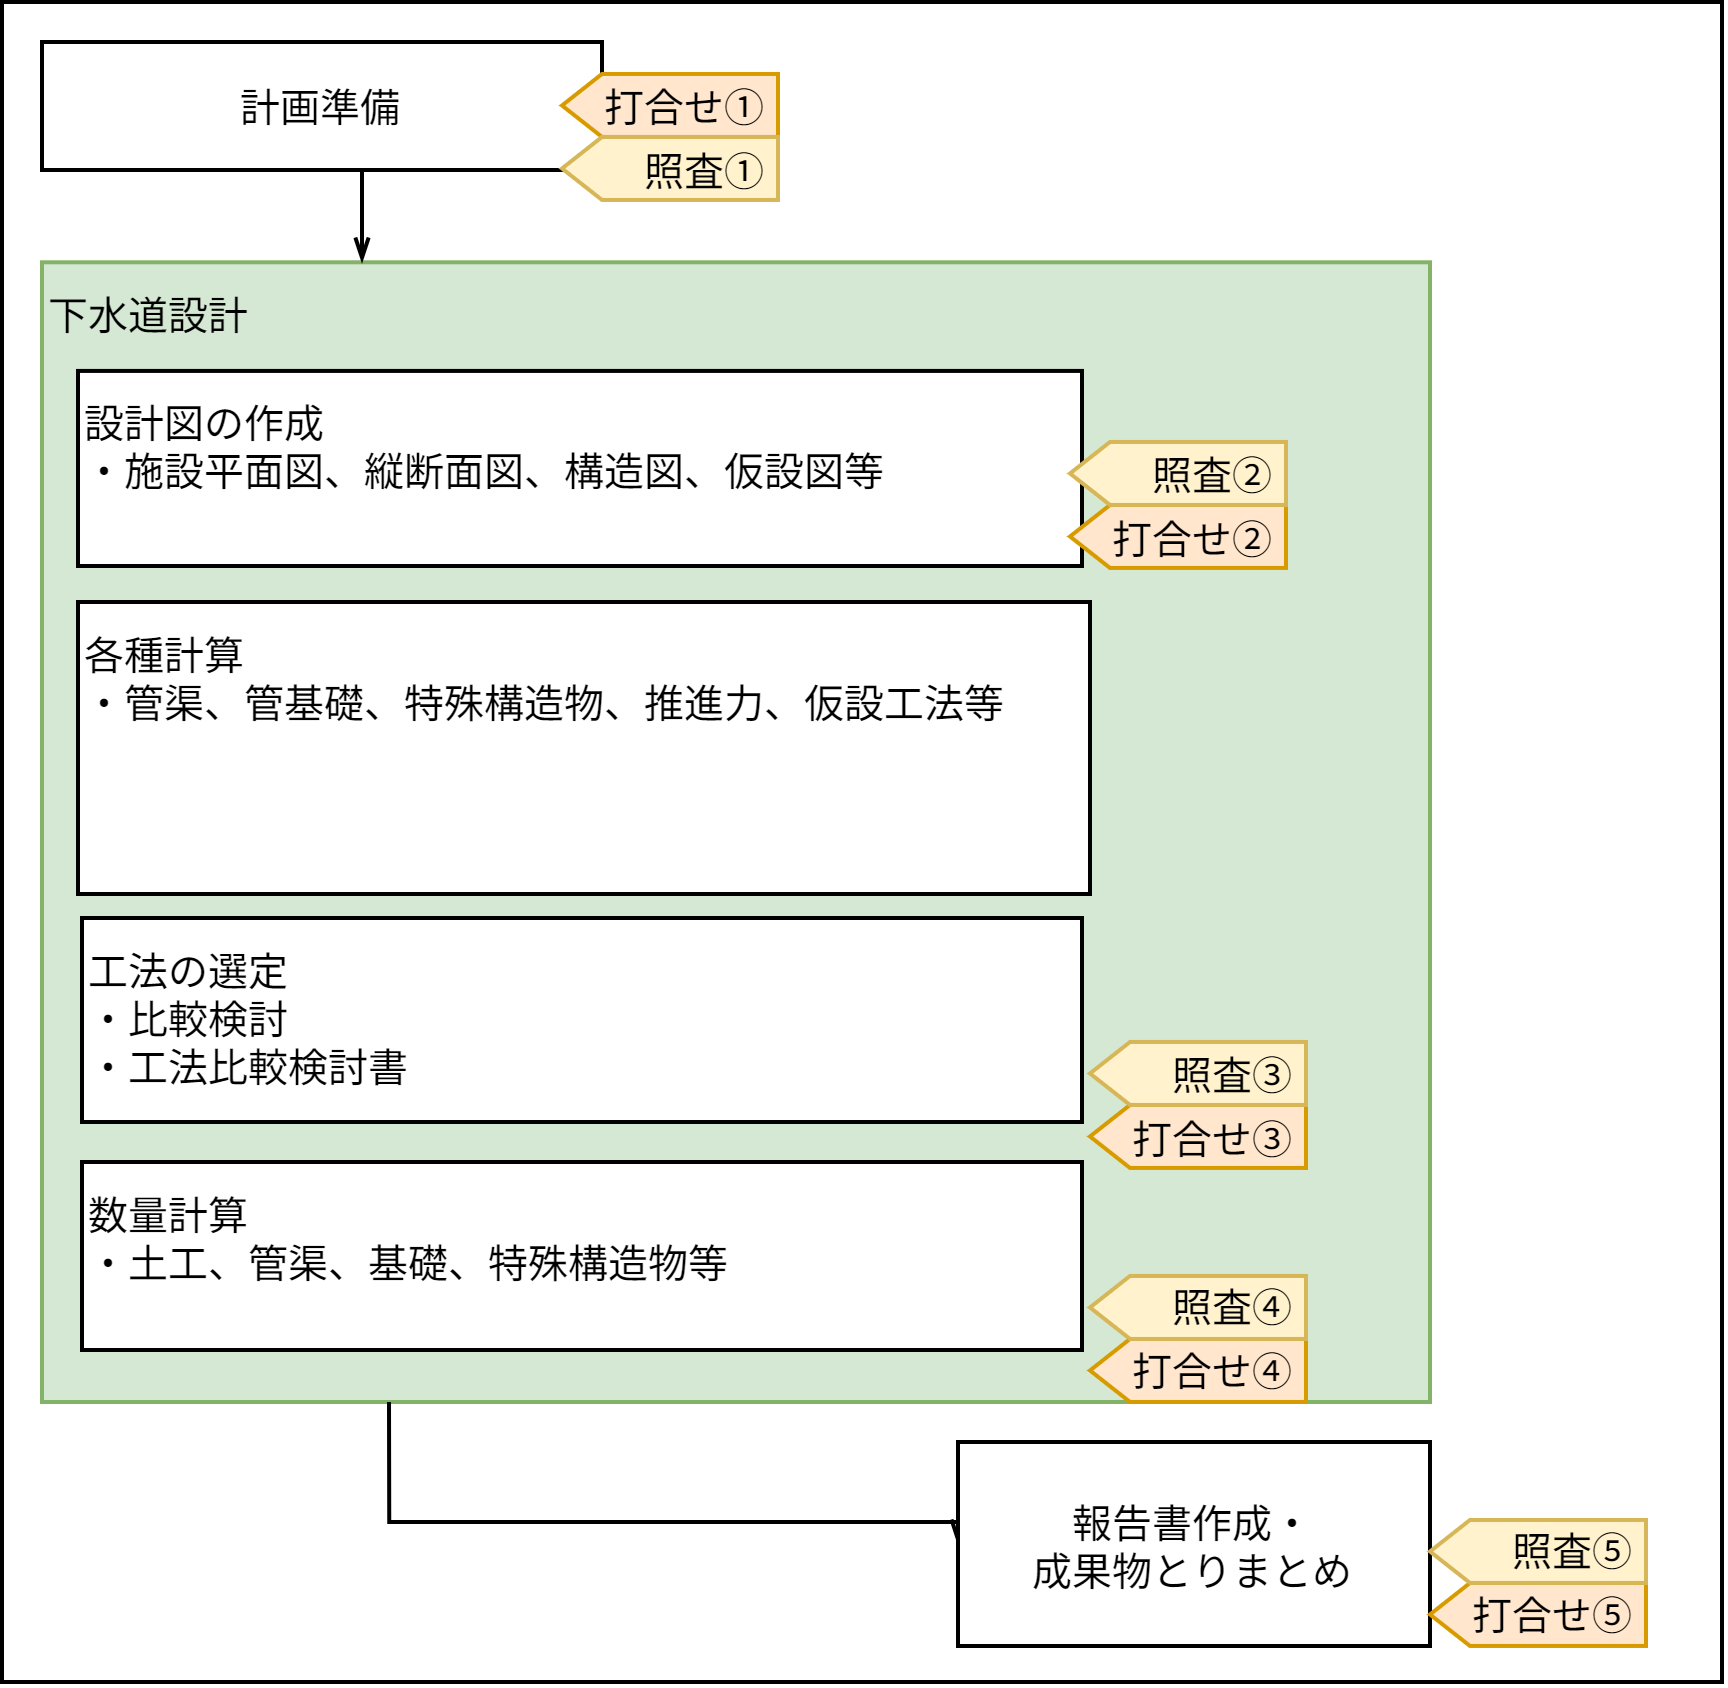 計画準備
打合せ①
照査①
下水道設計
設計図の作成
・施設平面図、縦断面図、構造図、仮設図等
照査②
打合せ②
各種計算
・管渠、管基礎、特殊構造物、推進力、仮設工法等
工法の選定
・比較検討
・工法比較検討書
照査③
打合せ③
数量計算
・土工、管渠、基礎、特殊構造物等
照査④
打合せ④
報告書作成・
成果物とりまとめ
照査⑤
打合せ⑤